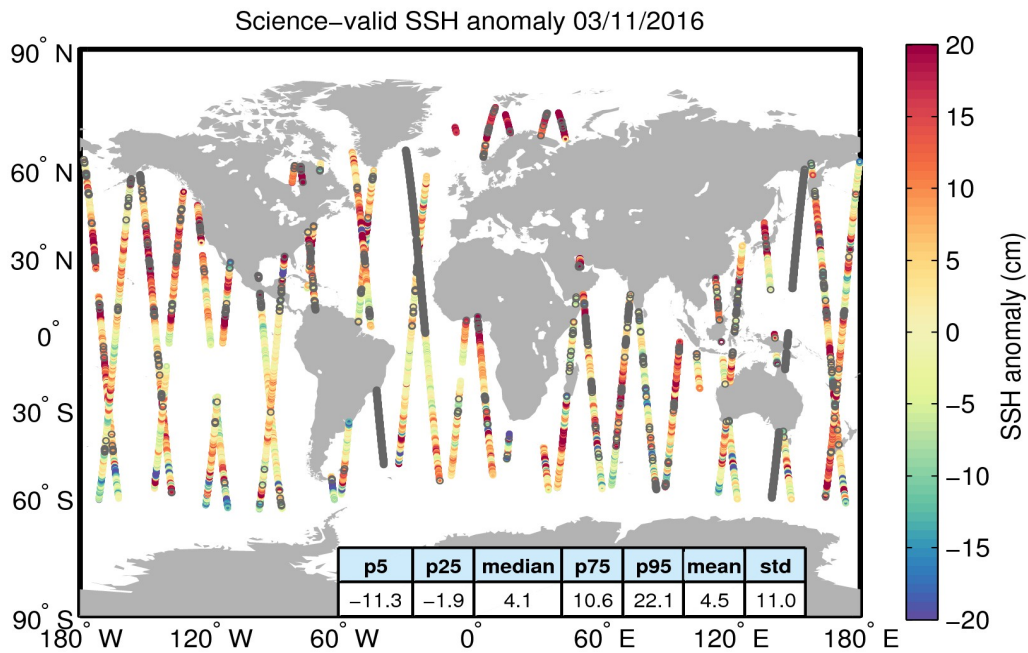 Science−valid SSH anomaly 03/11/2016
90° N
60° N
30° N
0°
30° S
60° S
90° S
180° W
120° W
60° W
0°
60° E
120° E
180° E
p5 p25 median p75 p95 mean std
−11.3 −1.9 4.1 10.6 22.1 4.5 11.0
20
15
10
5
0
−5
−10
−15
−20
SSH anomaly (cm)